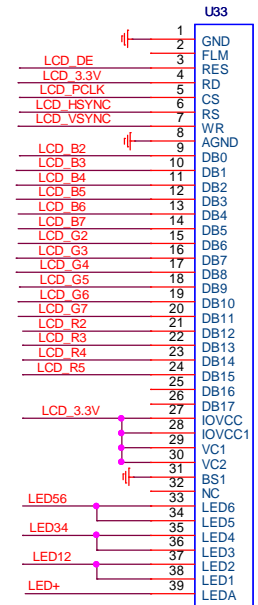 U33
1 GND
2 FLM
LCD_DE 3 RES
LCD_3.3V 4 RD
LCD_PCLK 5 CS
LCD_HSYNC 6 RS
LCD_VSYNC 7 WR
8 AGND
LCD_B2 9 DB0
LCD_B3 10 DB1
LCD_B4 11 DB2
LCD_B5 12 DB3
LCD_B6 13 DB4
LCD_B7 14 DB5
LCD_G2 15 DB6
LCD_G3 16 DB7
LCD_G4 17 DB8
LCD_G5 18 DB9
LCD_G6 19 DB10
LCD_G7 20 DB11
LCD_R2 21 DB12
LCD_R3 22 DB13
LCD_R4 23 DB14
LCD_R5 24 DB15
25 DB16
26 DB17
LCD_3.3V 27 IOVCC
28 IOVCC1
29 VC1
30 VC2
31 BS1
32 NC
LED56 33 LED6
34 LED5
LED34 35 LED4
36 LED3
LED12 37 LED2
38 LED1
LED+ 39 LEDA